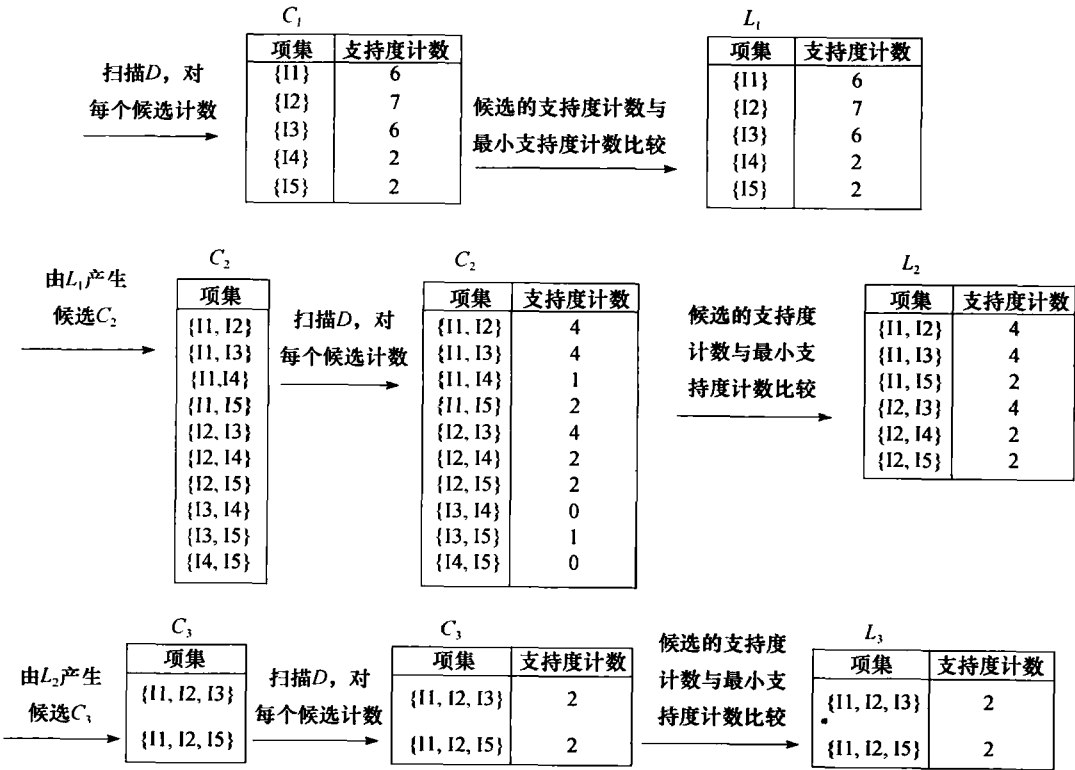 C₁
项集 支持度计数
{I1} 6
{I2} 7
{I3} 6
{I4} 2
{I5} 2
扫描D，对
每个候选计数
候选的支持度计数与
最小支持度计数比较
L₁
项集 支持度计数
{I1} 6
{I2} 7
{I3} 6
{I4} 2
{I5} 2
由L₁产生
候选C₂
C₂
项集
{I1, I2}
{I1, I3}
{I1,I4}
{I1, I5}
{I2, I3}
{I2, I4}
{I2, I5}
{I3, I4}
{I3, I5}
{I4, I5}
扫描D，对
每个候选计数
C₂
项集 支持度计数
{I1, I2} 4
{I1, I3} 4
{I1, I4} 1
{I1, I5} 2
{I2, I3} 4
{I2, I4} 2
{I2, I5} 2
{I3, I4} 0
{I3, I5} 1
{I4, I5} 0
候选的支持度
计数与最小支
持度计数比较
L₂
项集 支持度计数
{I1, I2} 4
{I1, I3} 4
{I1, I5} 2
{I2, I3} 4
{I2, I4} 2
{I2, I5} 2
由L₂产生
候选C₃
C₃
项集
{I1, I2, I3}
{I1, I2, I5}
扫描D，对
每个候选计数
C₃
项集 支持度计数
{I1, I2, I3} 2
{I1, I2, I5} 2
候选的支持度
计数与最小支
持度计数比较
L₃
项集 支持度计数
{I1, I2, I3} 2
{I1, I2, I5} 2